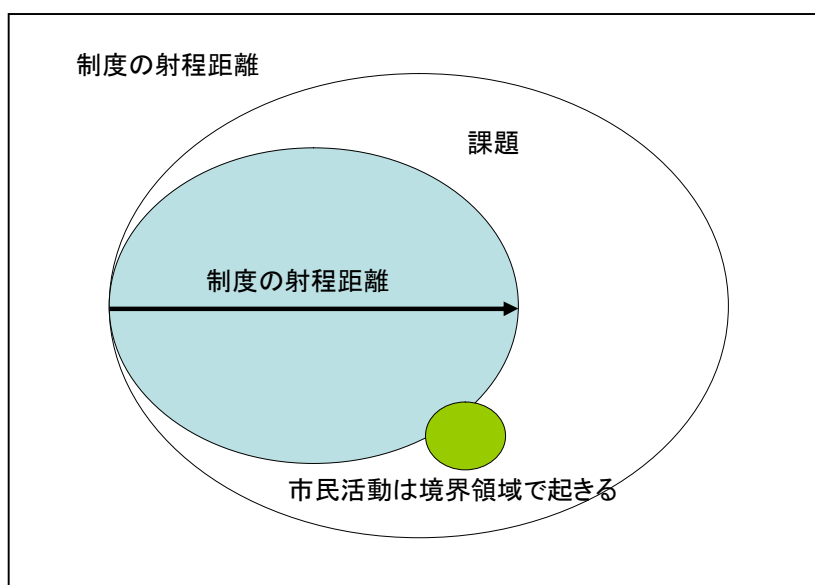 制度の射程距離
課題
制度の射程距離
市民活動は境界領域で起きる